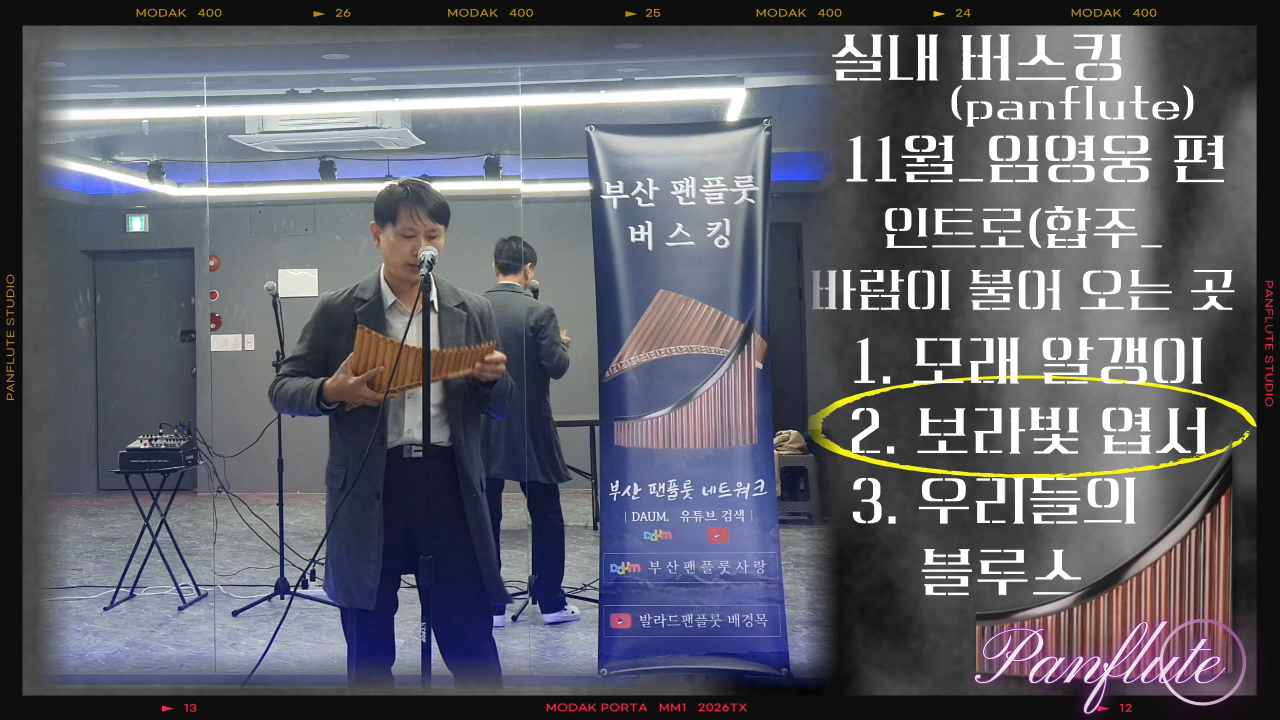 MODAK 400 ► 26 MODAK 400 ► 25 MODAK 400 ► 24 MODAK 400
PANFLUTE STUDIO
부산 팬플룻
버스킹
부산 팬플룻 네트워크
| DAUM, 유튜브 검색 |
Daum
Daum 부산팬플룻사랑
발라드팬플룻 배경목
실내 버스킹
(panflute)
11월_임영웅 편
인트로(합주_
바람이 불어 오는 곳
1. 모래 알갱이
2. 보라빛 엽서
3. 우리들의
블루스
Panflute
PANFLUTE STUDIO
► 13 MODAK PORTA MM1 2026TX ► 12